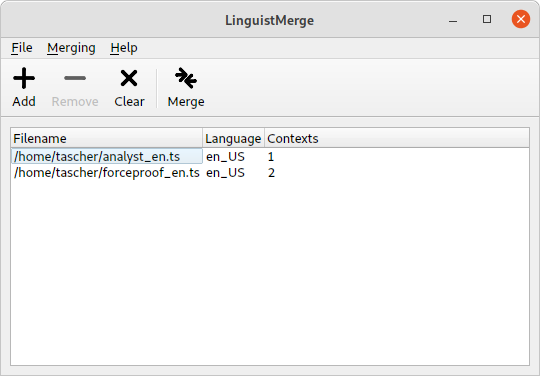 LinguistMerge
File Merging Help
Add Remove Clear Merge
Filename Language Contexts
/home/tascher/analyst_en.ts en_US 1
/home/tascher/forceproof_en.ts en_US 2